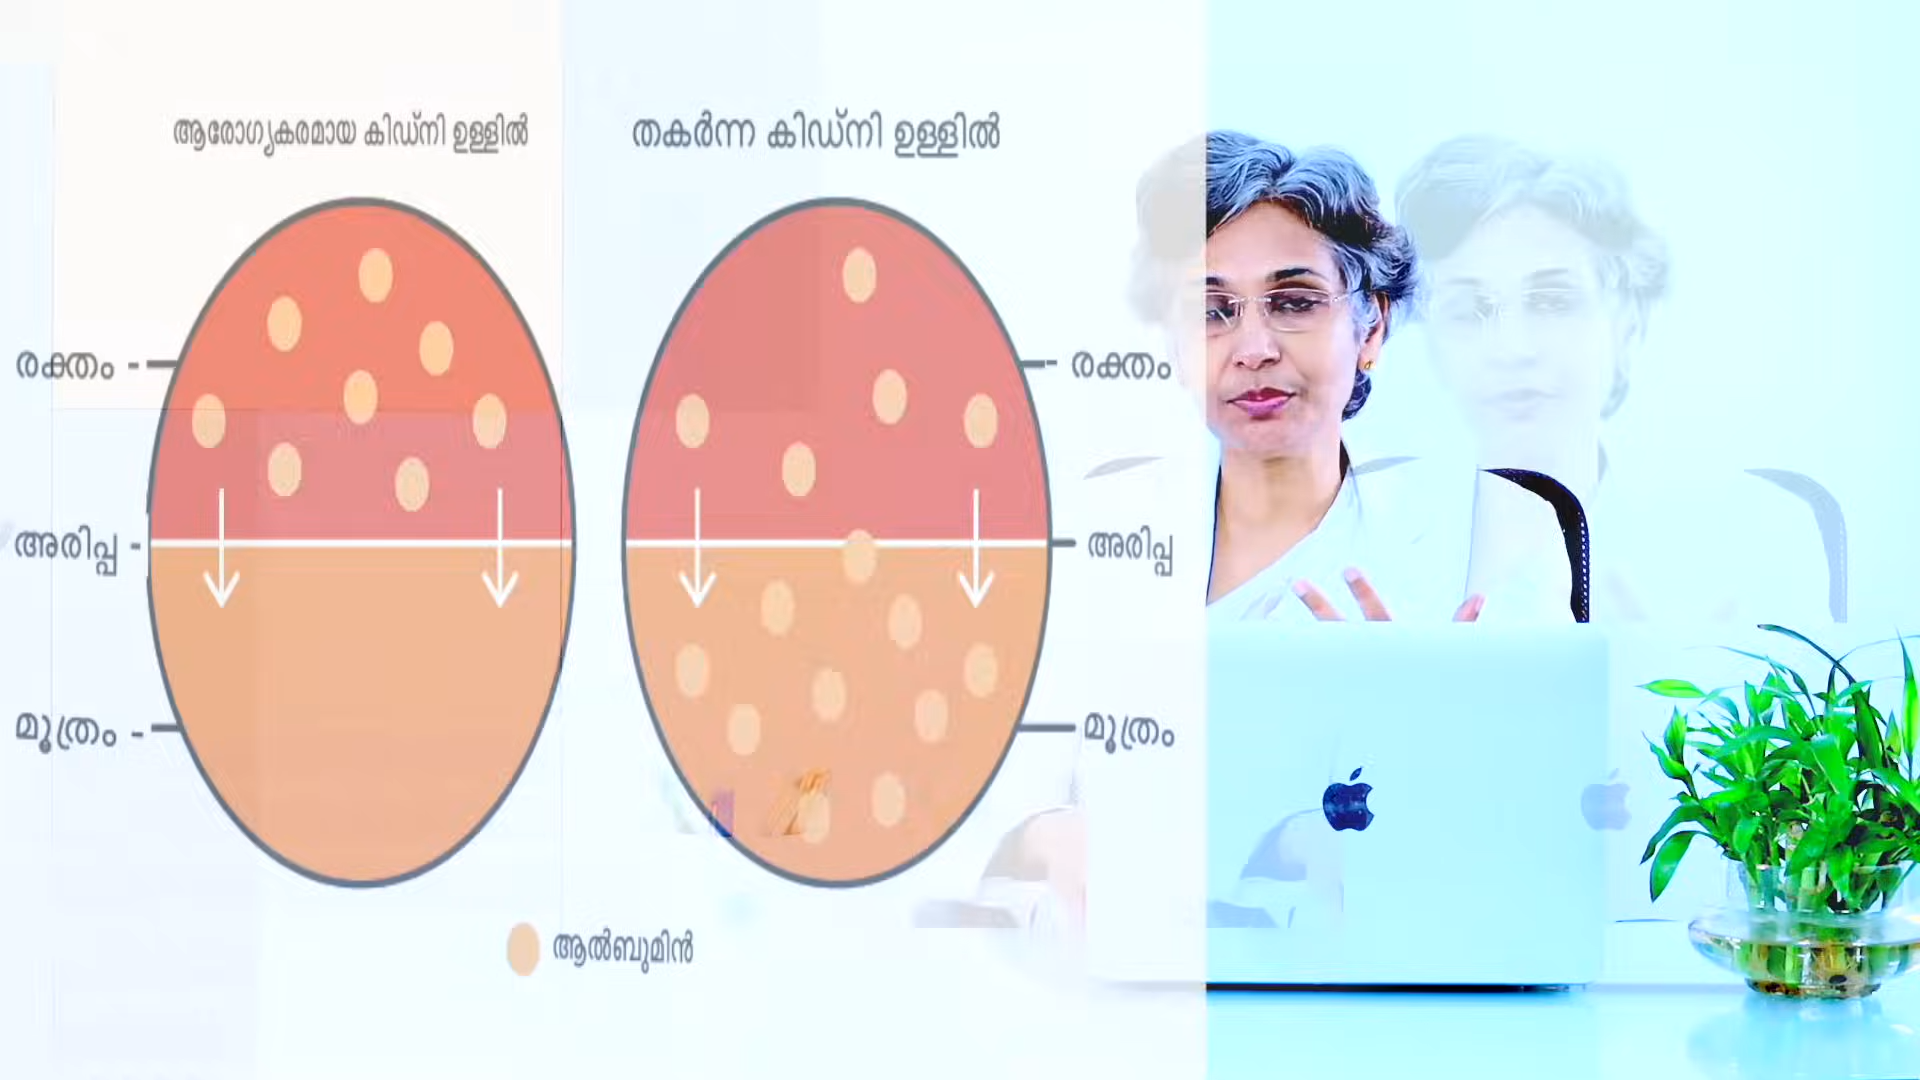 ആരോഗ്യകരമായ കിഡ്നി ഉള്ളിൽ
തകർന്ന കിഡ്നി ഉള്ളിൽ
രക്തം -
രക്തം
അരിപ്പ -
അരിപ്പ
മൂത്രം -
മൂത്രം
ആൽബുമിൻ